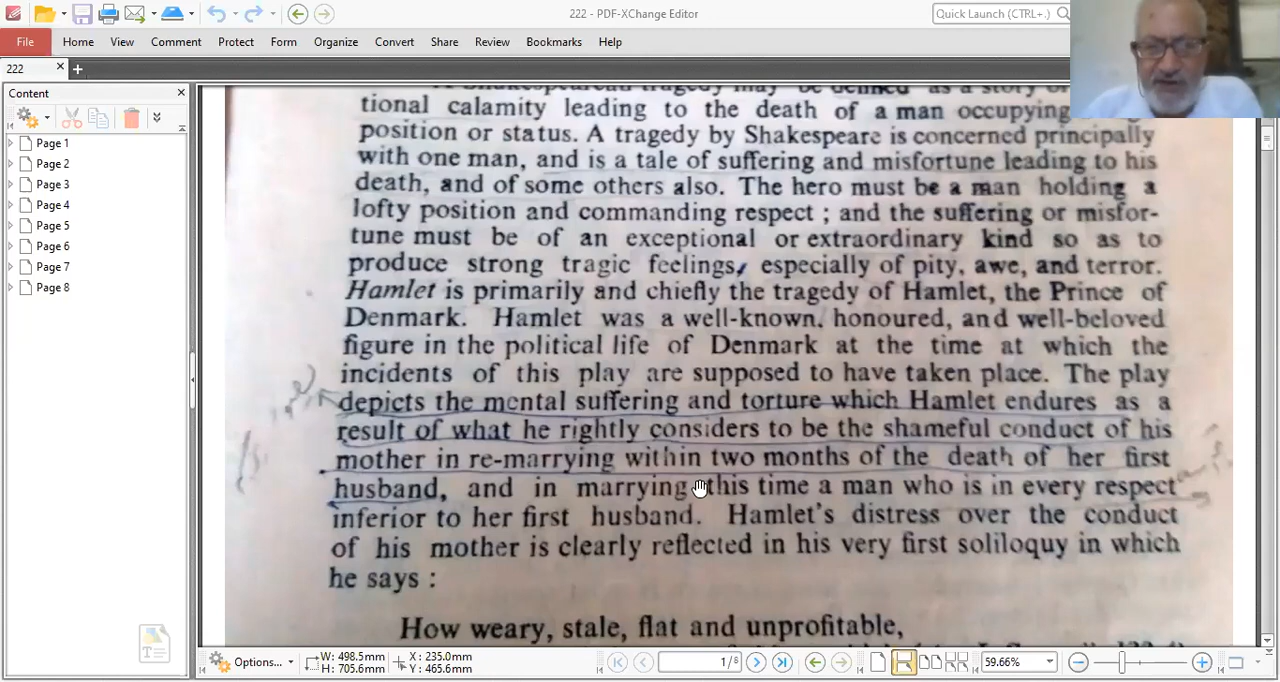 222 - PDF-XChange Editor
Quick Launch (CTRL+.)
File Home View Comment Protect Form Organize Convert Share Review Bookmarks Help
222
Content
Page 1
Page 2
Page 3
Page 4
Page 5
Page 6
Page 7
Page 8
A Shakespearean tragedy may be defined as a story of
tional calamity leading to the death of a man occupying
position or status. A tragedy by Shakespeare is concerned principally
with one man, and is a tale of suffering and misfortune leading to his
death, and of some others also. The hero must be a man holding a
lofty position and commanding respect ; and the suffering or misfor-
tune must be of an exceptional or extraordinary kind so as to
produce strong tragic feelings, especially of pity, awe, and terror.
Hamlet is primarily and chiefly the tragedy of Hamlet, the Prince of
Denmark. Hamlet was a well-known, honoured, and well-beloved
figure in the political life of Denmark at the time at which the
incidents of this play are supposed to have taken place. The play
depicts the mental suffering and torture which Hamlet endures as a
result of what he rightly considers to be the shameful conduct of his
mother in re-marrying within two months of the death of her first
husband, and in marrying this time a man who is in every respect
inferior to her first husband. Hamlet's distress over the conduct
of his mother is clearly reflected in his very first soliloquy in which
he says :
How weary, stale, flat and unprofitable,
Options...
W: 498.5mm
H: 705.6mm
X: 235.0mm
Y: 465.6mm
1/8
59.66%